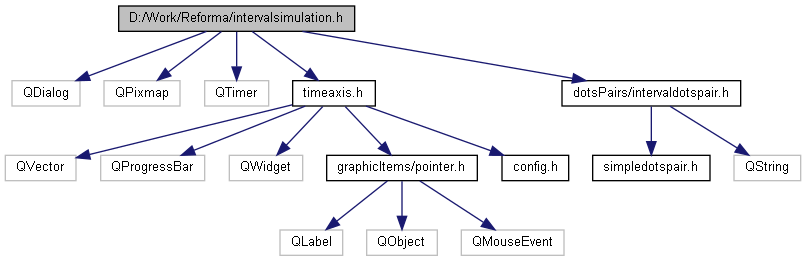 D:/Work/Reforma/intervalsimulation.h
QDialog
QPixmap
QTimer
timeaxis.h
dotsPairs/intervaldotspair.h
QVector
QProgressBar
QWidget
graphicItems/pointer.h
config.h
simpledotspair.h
QString
QLabel
QObject
QMouseEvent